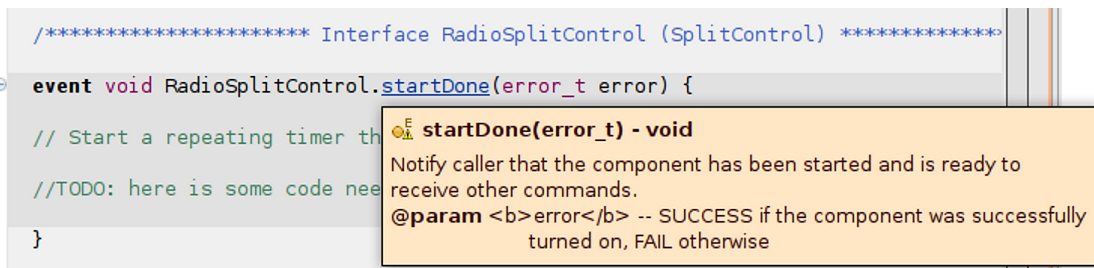 /********************** Interface RadioSplitControl (SplitControl) **************
event void RadioSplitControl.startDone(error_t error) {
// Start a repeating timer th
//TODO: here is some code nee
}
startDone(error_t) - void
Notify caller that the component has been started and is ready to
receive other commands.
@param <b>error</b> -- SUCCESS if the component was successfully
turned on, FAIL otherwise